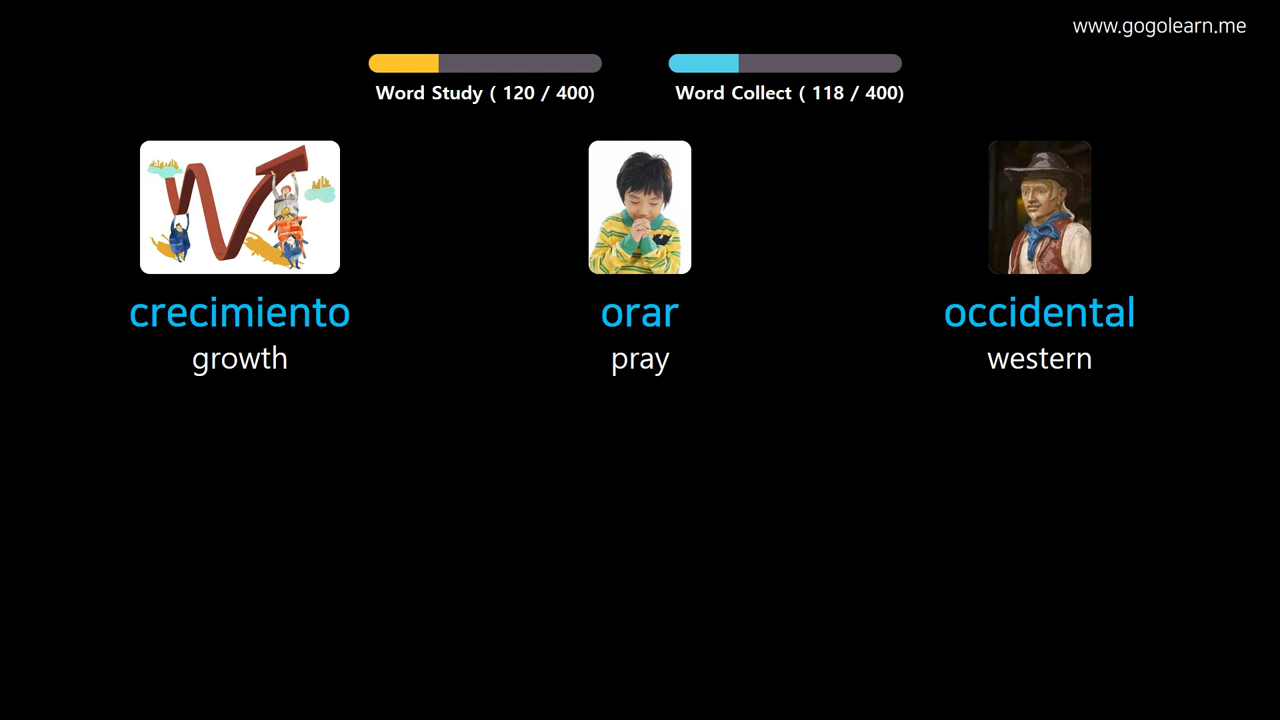 www.gogolearn.me
Word Study ( 120 / 400)
Word Collect ( 118 / 400)
crecimiento
growth
orar
pray
occidental
western